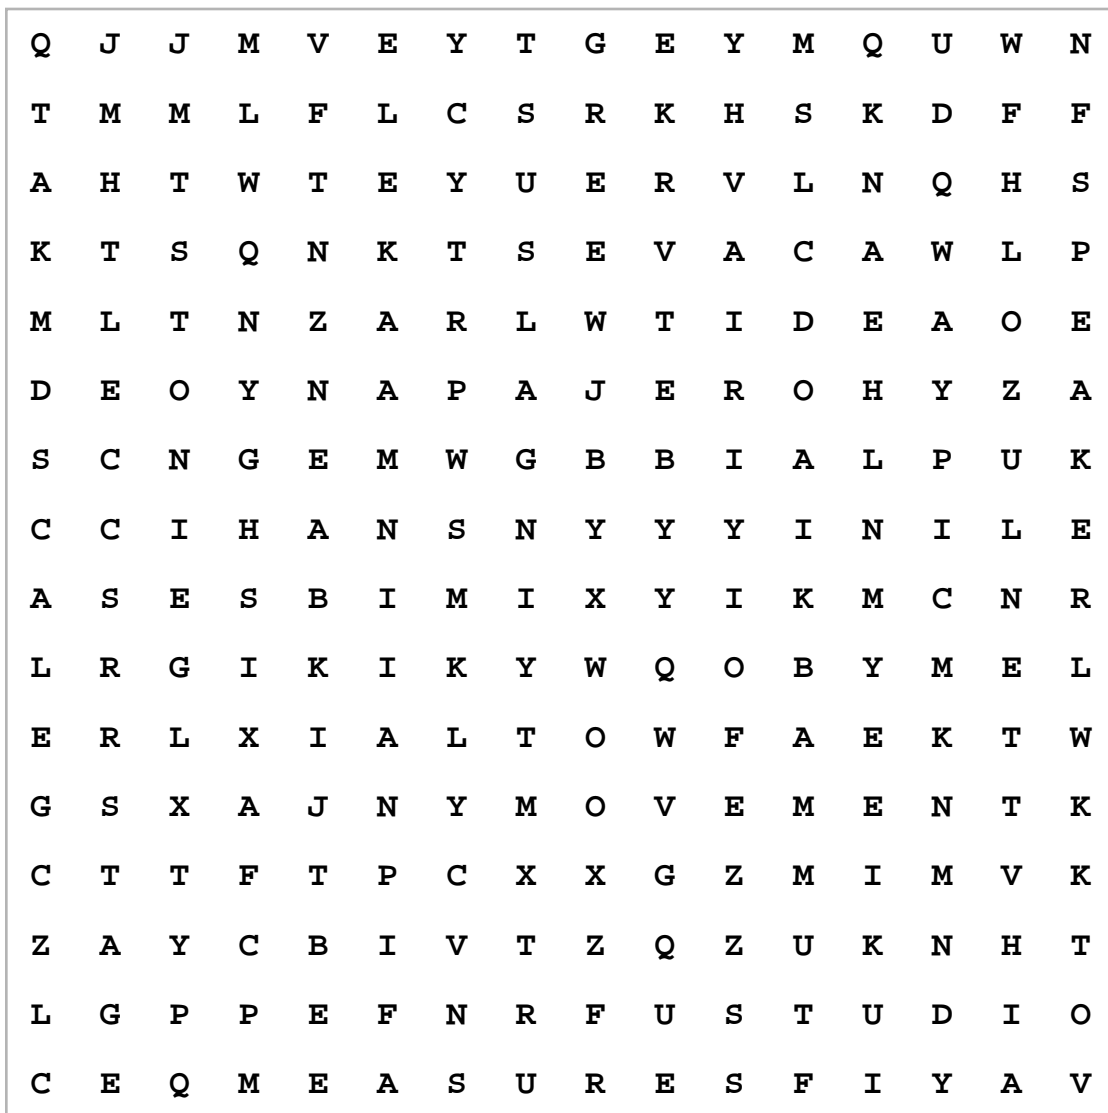 Q J J M V E Y T G E Y M Q U W N
T M M L F L C S R K H S K D F F
A H T W T E Y U E R V L N Q H S
K T S Q N K T S E V A C A W L P
M L T N Z A R L W T I D E A O E
D E O Y N A P A J E R O H Y Z A
S C N G E M W G B B I A L P U K
C C I H A N S N Y Y Y I N I L E
A S E S B I M I X Y I K M C N R
L R G I K I K Y W Q O B Y M E L
E R L X I A L T O W F A E K T W
G S X A J N Y M O V E M E N T K
C T T F T P C X X G Z M I M V K
Z A Y C B I V T Z Q Z U K N H T
L G P P E F N R F U S T U D I O
C E Q M E A S U R E S F I Y A V